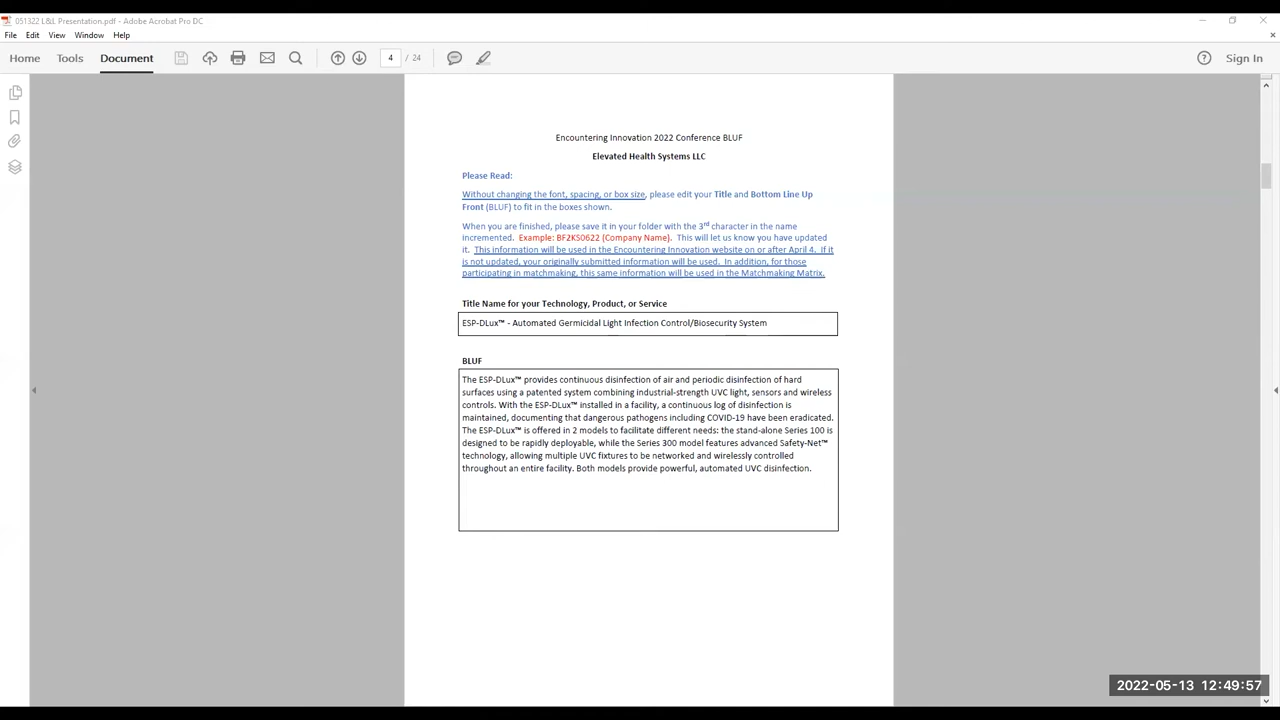 051322 L&L Presentation.pdf - Adobe Acrobat Pro DC
File Edit View Window Help
Home Tools Document 4 / 24 Sign In
Encountering Innovation 2022 Conference BLUF
Elevated Health Systems LLC
Please Read:
Without changing the font, spacing, or box size, please edit your Title and Bottom Line Up
Front (BLUF) to fit in the boxes shown.
When you are finished, please save it in your folder with the 3rd character in the name
incremented. Example: BF2KS0622 (Company Name). This will let us know you have updated
it. This information will be used in the Encountering Innovation website on or after April 4. If it
is not updated, your originally submitted information will be used. In addition, for those
participating in matchmaking, this same information will be used in the Matchmaking Matrix.
Title Name for your Technology, Product, or Service
ESP-DLux™ - Automated Germicidal Light Infection Control/Biosecurity System
BLUF
The ESP-DLux™ provides continuous disinfection of air and periodic disinfection of hard
surfaces using a patented system combining industrial-strength UVC light, sensors and wireless
controls. With the ESP-DLux™ installed in a facility, a continuous log of disinfection is
maintained, documenting that dangerous pathogens including COVID-19 have been eradicated.
The ESP-DLux™ is offered in 2 models to facilitate different needs: the stand-alone Series 100 is
designed to be rapidly deployable, while the Series 300 model features advanced Safety-Net™
technology, allowing multiple UVC fixtures to be networked and wirelessly controlled
throughout an entire facility. Both models provide powerful, automated UVC disinfection.
2022-05-13 12:49:57